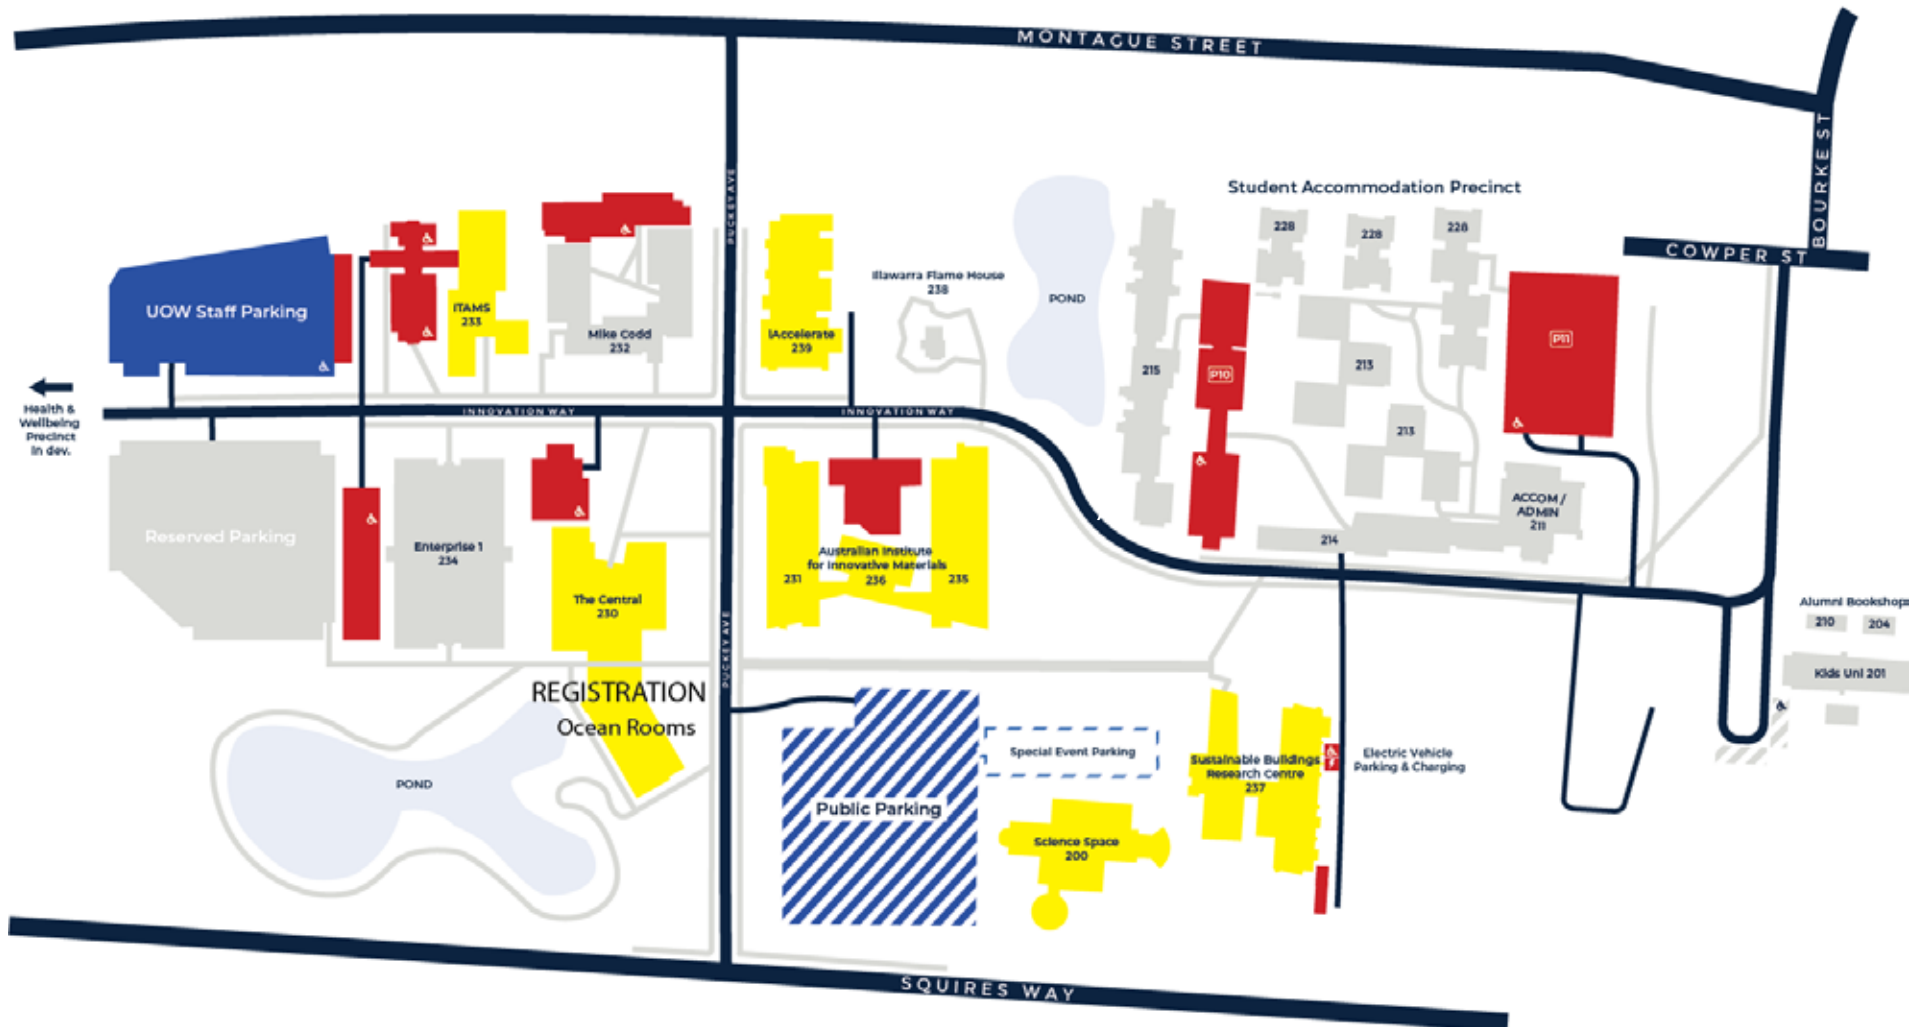 MONTAGUE STREET
BOURKE ST
COWPER ST
PUCKEY AVE
Student Accommodation Precinct
228
228
228
UOW Staff Parking
ITAMS
233
Mike Codd
232
iAccelerate
239
Illawarra Flame House
238
POND
215
P10
213
213
P11
Health &
Wellbeing
Precinct
in dev.
INNOVATION WAY
INNOVATION WAY
Reserved Parking
Enterprise 1
234
The Central
230
231
Australian Institute
for Innovative Materials
236
235
214
ACCOM /
ADMIN
211
Alumni Bookshops
210
204
Kids Uni 201
PUCKEY AVE
REGISTRATION
Ocean Rooms
POND
Public Parking
Special Event Parking
Science Space
200
Sustainable Buildings
Research Centre
237
Electric Vehicle
Parking & Charging
SQUIRES WAY